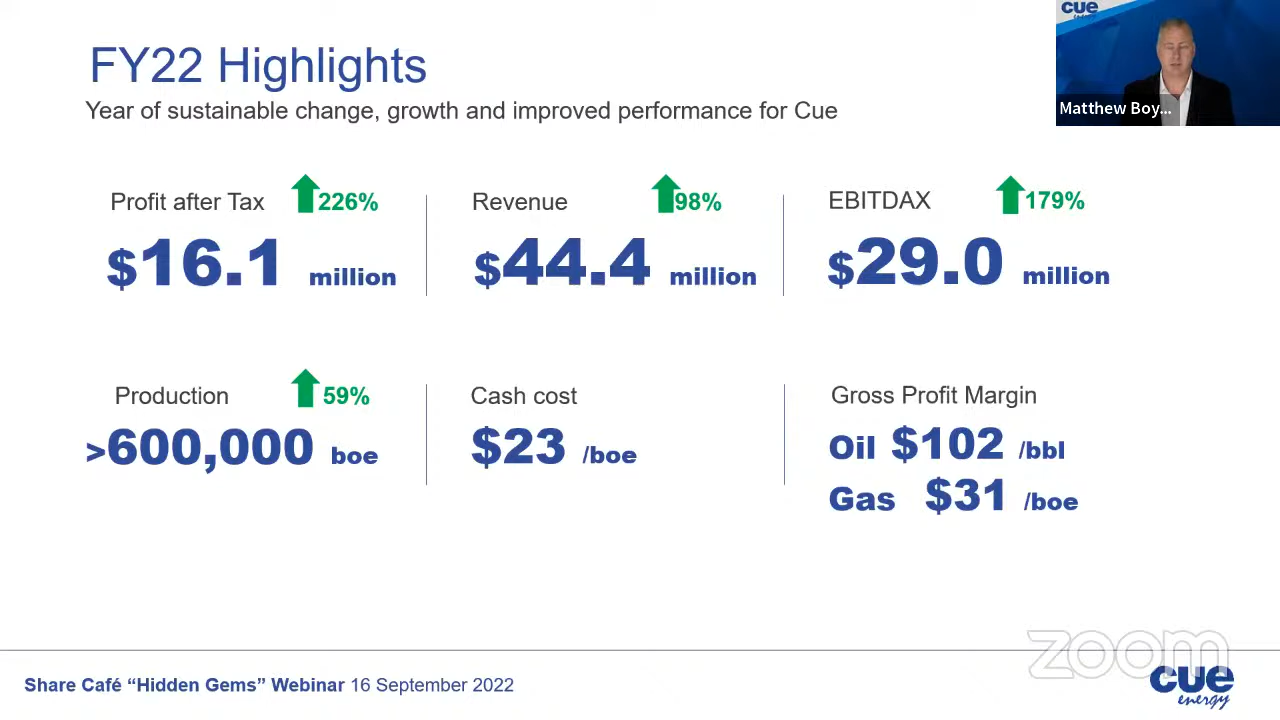 cue
energy
Matthew Boy...
FY22 Highlights
Year of sustainable change, growth and improved performance for Cue
Profit after Tax 226%
$16.1 million
Revenue 98%
$44.4 million
EBITDAX 179%
$29.0 million
Production 59%
>600,000 boe
Cash cost
$23 /boe
Gross Profit Margin
Oil $102 /bbl
Gas $31 /boe
zoom
Share Café “Hidden Gems” Webinar 16 September 2022
cue
energy